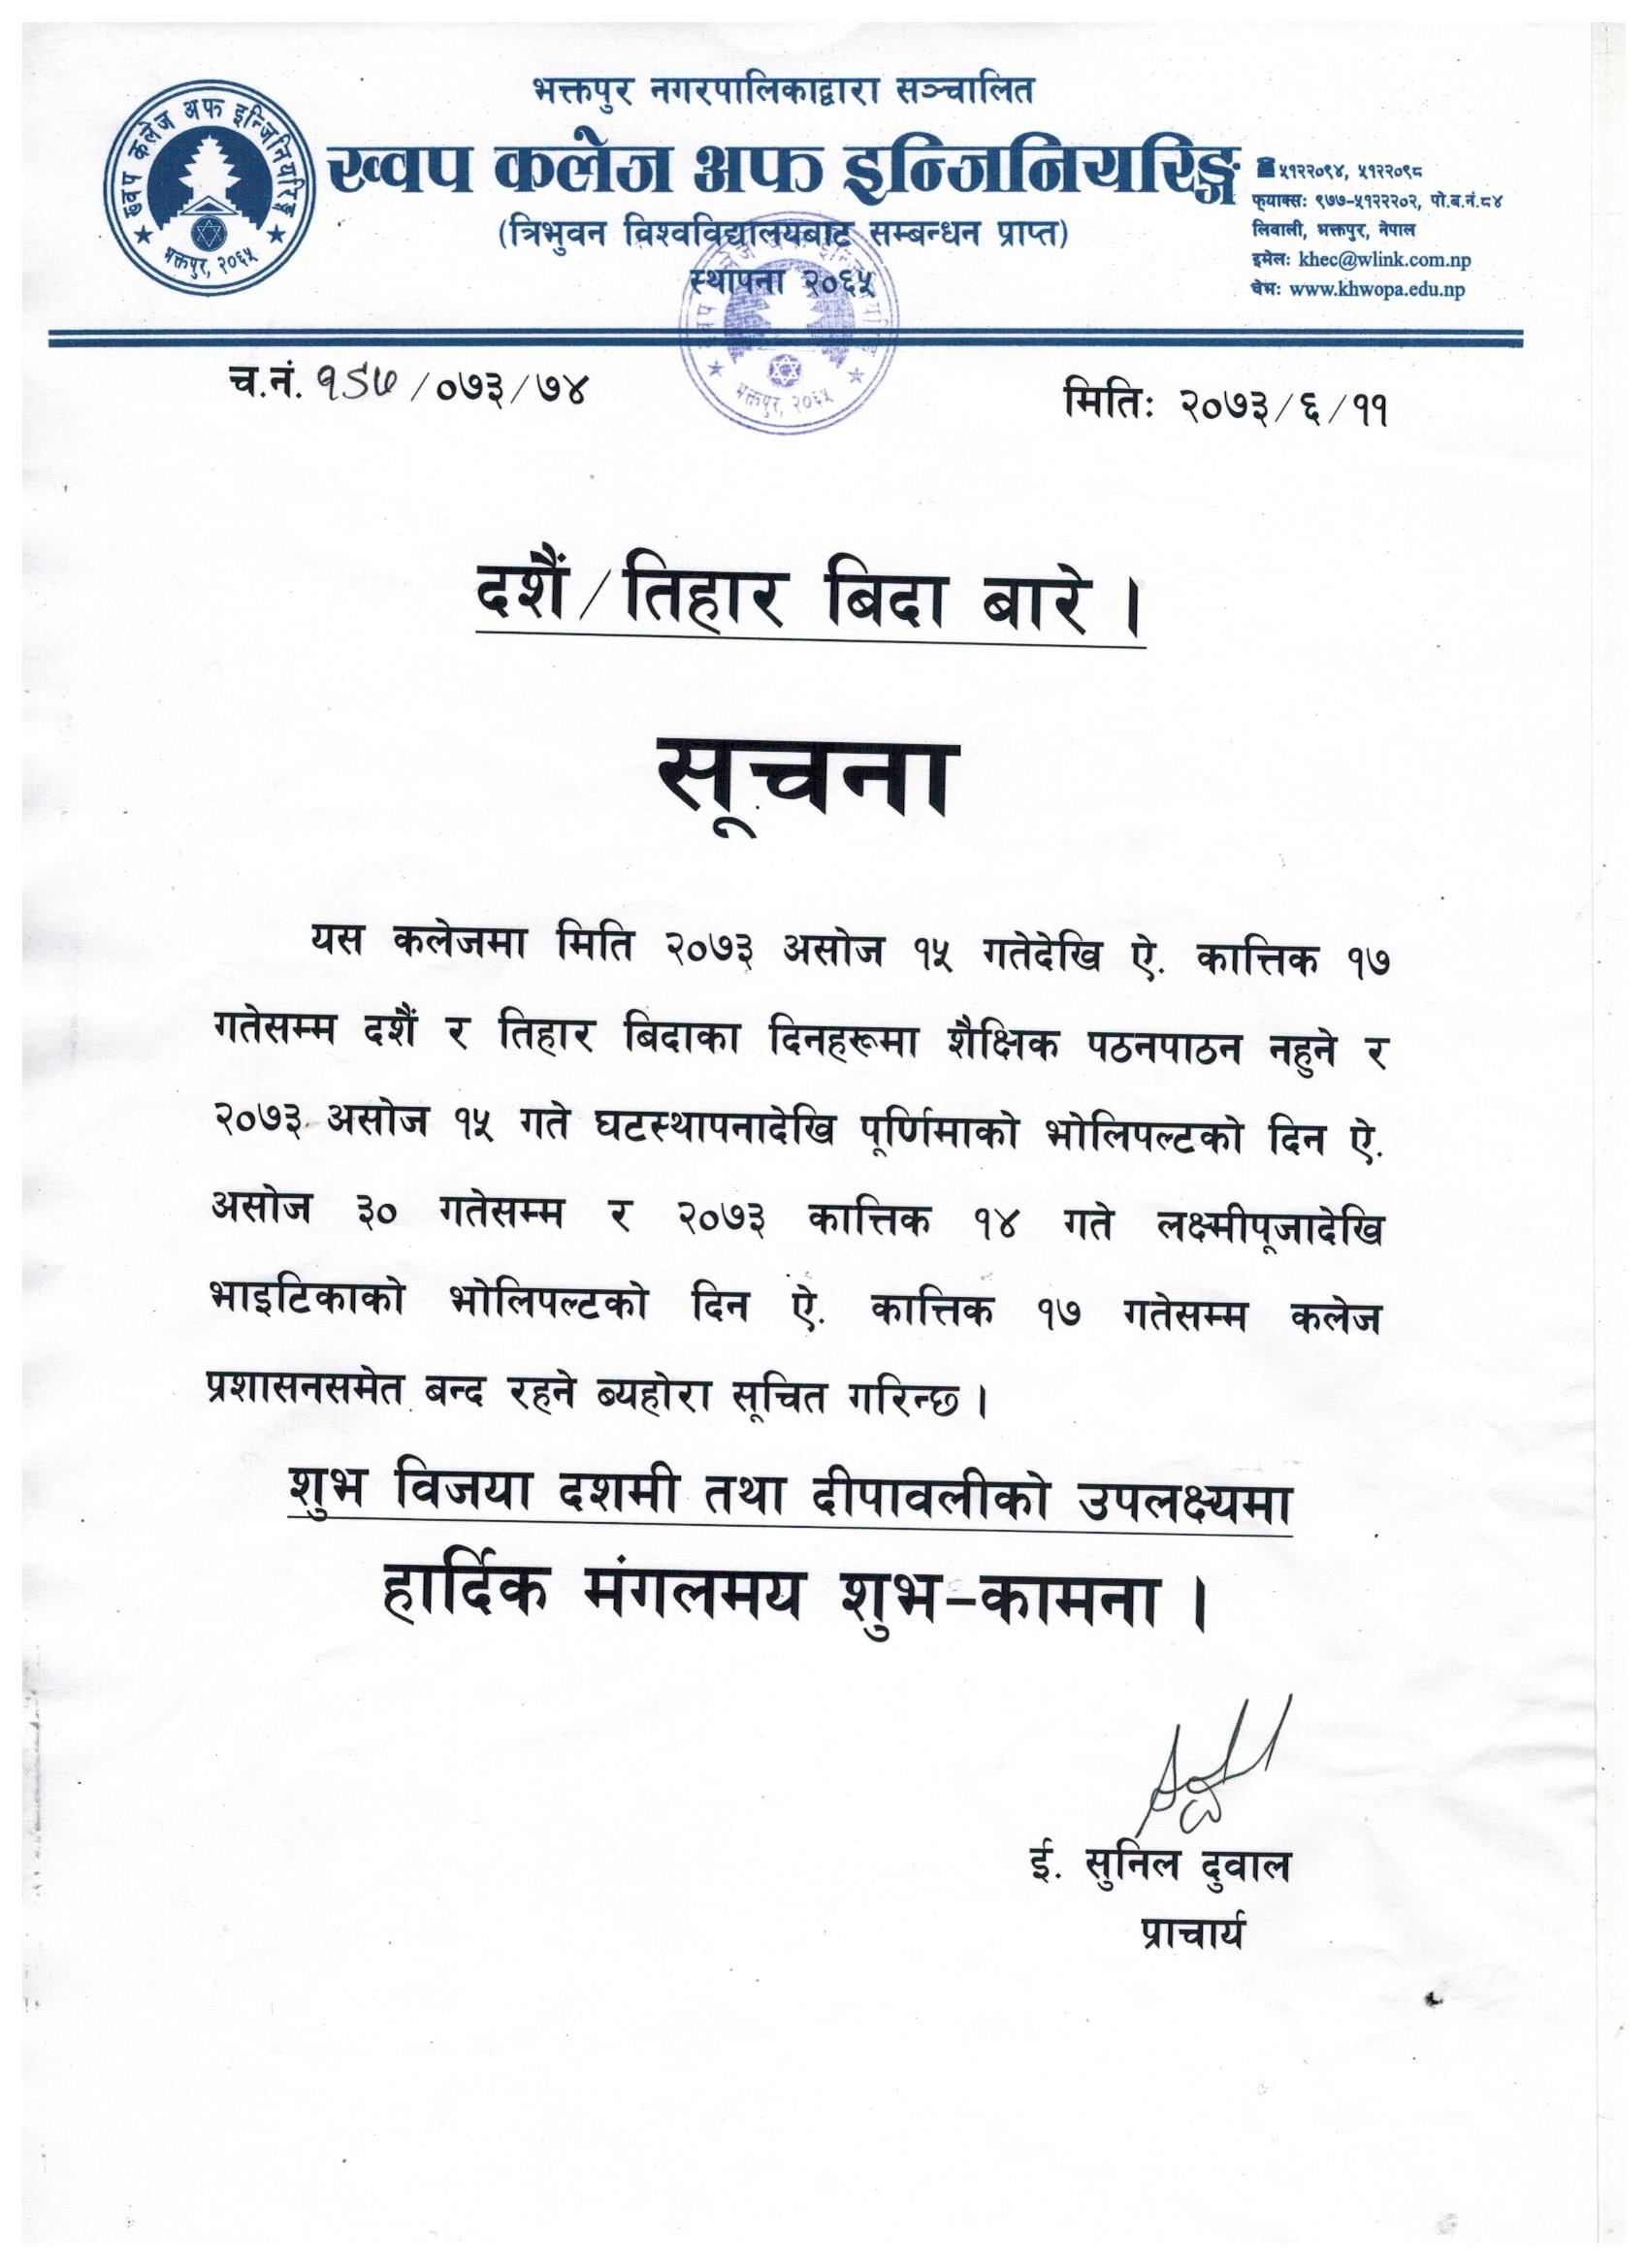 भक्तपुर नगरपालिकाद्वारा सञ्चालित
ख्वप कलेज अफ इन्जिनियरिङ्ग
(त्रिभुवन विश्वविद्यालयबाट सम्बन्धन प्राप्त)
स्थापना २०६५
ख्वप कलेज अफ इन्जिनियरिङ्ग
भक्तपुर, २०६५
☎५१२२०९४, ५१२२०९८
फ्याक्स: ९७७-५१२२२०२, पो.ब.नं.८४
लिवाली, भक्तपुर, नेपाल
इमेल: khec@wlink.com.np
वेभ: www.khwopa.edu.np
भक्तपुर, २०६५
च.नं. /०७३/७४
मिति: २०७३/६/११
दशैं/तिहार बिदा बारे ।
सूचना
यस कलेजमा मिति २०७३ असोज १५ गतेदेखि ऐ. कात्तिक १७
गतेसम्म दशैं र तिहार बिदाका दिनहरूमा शैक्षिक पठनपाठन नहुने र
२०७३ असोज १५ गते घटस्थापनादेखि पूर्णिमाको भोलिपल्टको दिन ऐ.
असोज ३० गतेसम्म र २०७३ कात्तिक १४ गते लक्ष्मीपूजादेखि
भाइटिकाको भोलिपल्टको दिन ऐ. कात्तिक १७ गतेसम्म कलेज
प्रशासनसमेत बन्द रहने ब्यहोरा सूचित गरिन्छ ।
शुभ विजया दशमी तथा दीपावलीको उपलक्ष्यमा
हार्दिक मंगलमय शुभ-कामना ।
ई. सुनिल दुवाल
प्राचार्य